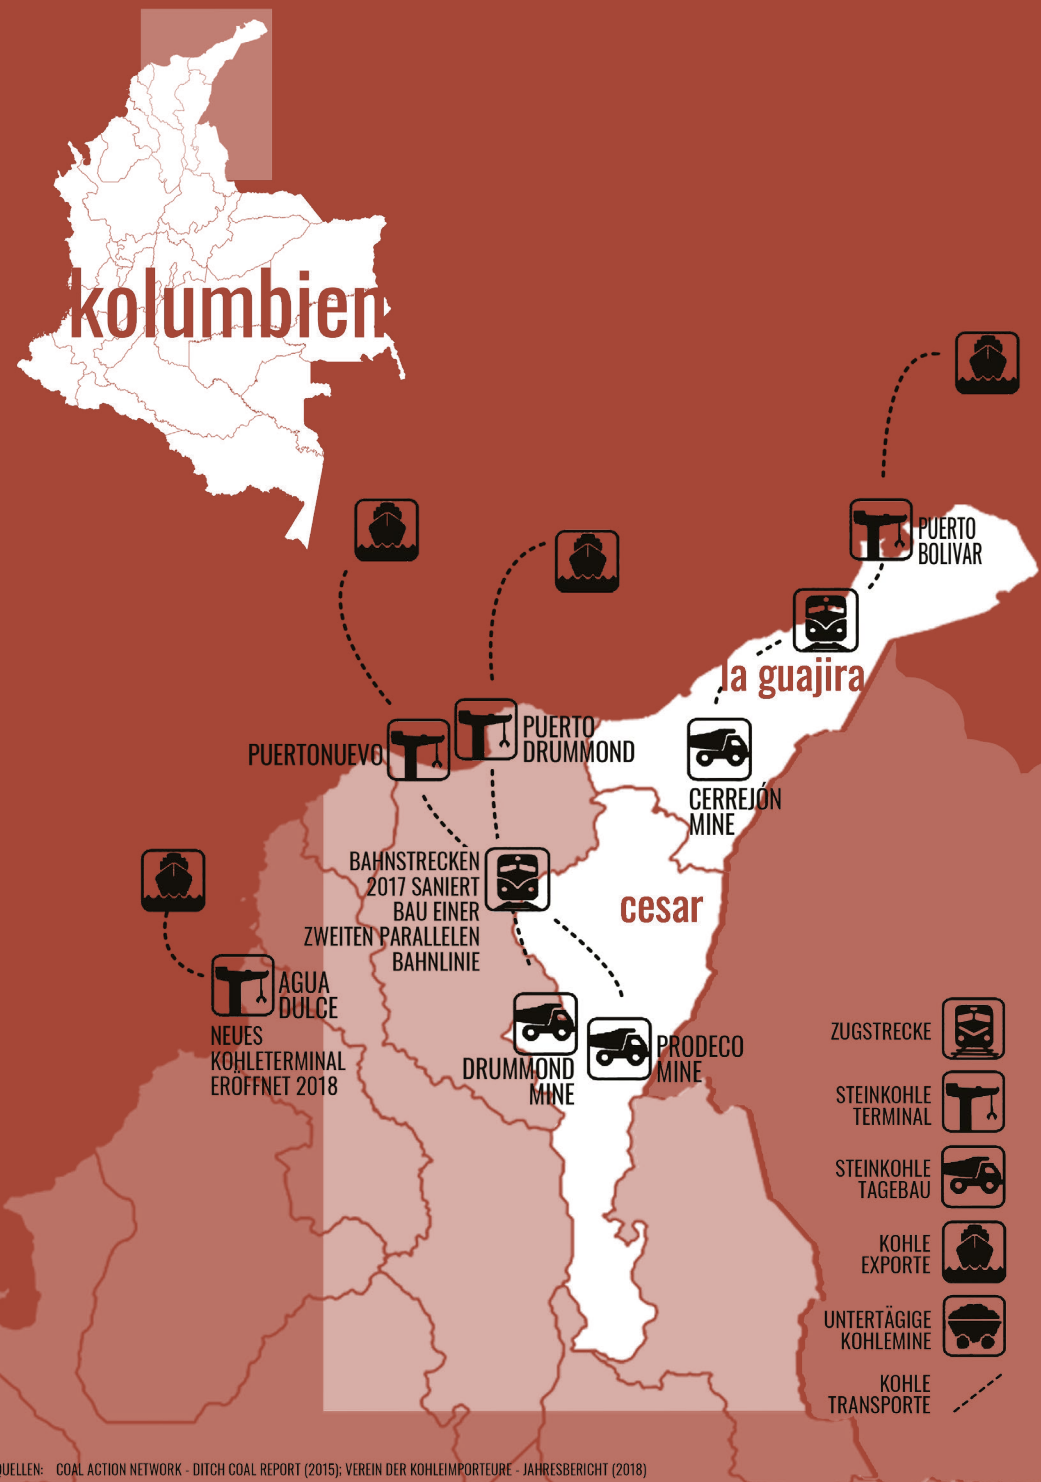 kolumbien
PUERTO
BOLIVAR
la guajira
PUERTONUEVO
PUERTO
DRUMMOND
CERREJÓN
MINE
BAHNSTRECKEN
2017 SANIERT
BAU EINER
ZWEITEN PARALLELEN
BAHNLINIE
cesar
AGUA
DULCE
NEUES
KOHLETERMINAL
ERÖFFNET 2018
DRUMMOND
MINE
PRODECO
MINE
ZUGSTRECKE
STEINKOHLE
TERMINAL
STEINKOHLE
TAGEBAU
KOHLE
EXPORTE
UNTERTÄGIGE
KOHLEMINE
KOHLE
TRANSPORTE
QUELLEN: COAL ACTION NETWORK - DITCH COAL REPORT (2015); VEREIN DER KOHLEIMPORTEURE - JAHRESBERICHT (2018)